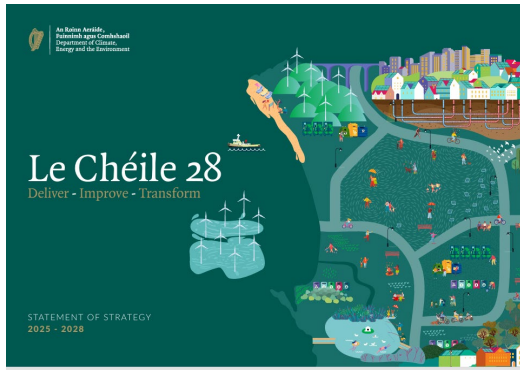 An Roinn Aeráide,
Fuinnimh agus Comhshaoil
Department of Climate,
Energy and the Environment
Le Chéile 28
Deliver - Improve - Transform
STATEMENT OF STRATEGY
2025 - 2028